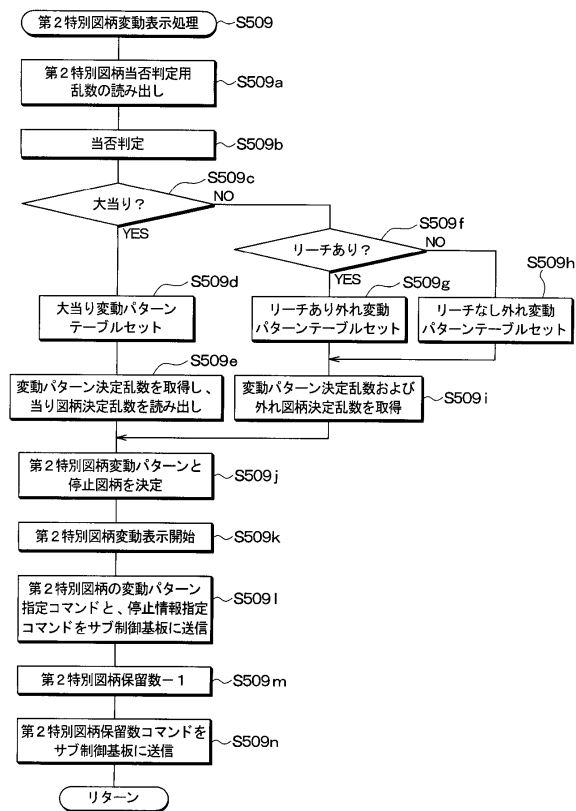 第２特別図柄変動表示処理
S509
第２特別図柄当否判定用
乱数の読み出し
S509a
当否判定
S509b
S509c
大当り？
NO
YES
S509f
リーチあり？
NO
YES
S509d
大当り変動パターン
テーブルセット
S509g
リーチあり外れ変動
パターンテーブルセット
S509h
リーチなし外れ変動
パターンテーブルセット
S509e
変動パターン決定乱数を取得し、
当り図柄決定乱数を読み出し
変動パターン決定乱数および
外れ図柄決定乱数を取得
S509i
第２特別図柄変動パターンと
停止図柄を決定
S509j
第２特別図柄変動表示開始
S509k
第２特別図柄の変動パターン
指定コマンドと、停止情報指定
コマンドをサブ制御基板に送信
S509l
第２特別図柄保留数－１
S509m
第２特別図柄保留数コマンドを
サブ制御基板に送信
S509n
リターン